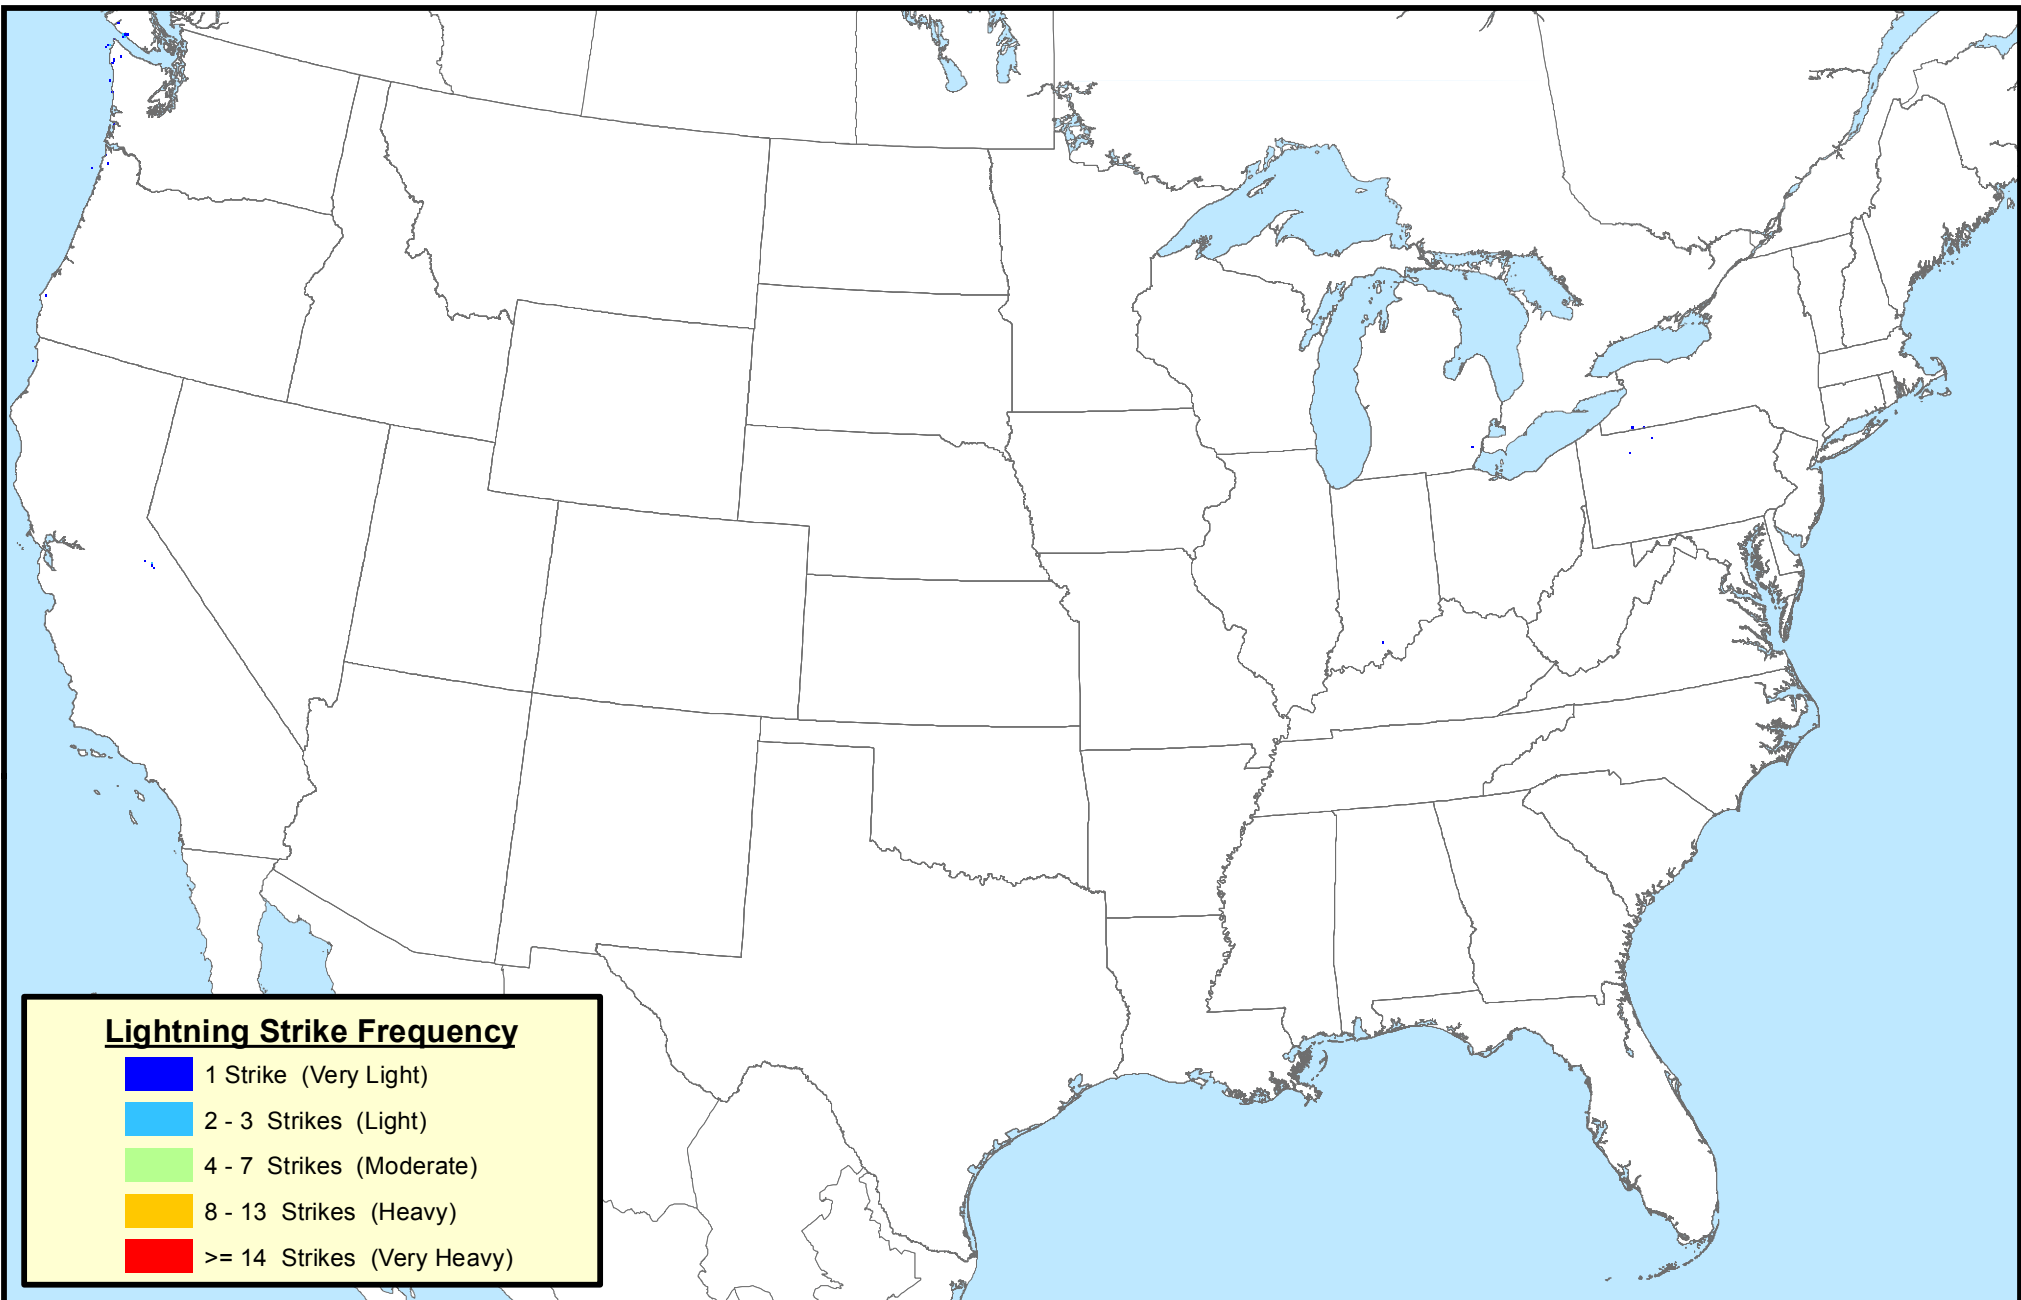 Lightning Strike Frequency
1 Strike (Very Light)
2 - 3 Strikes (Light)
4 - 7 Strikes (Moderate)
8 - 13 Strikes (Heavy)
>= 14 Strikes (Very Heavy)